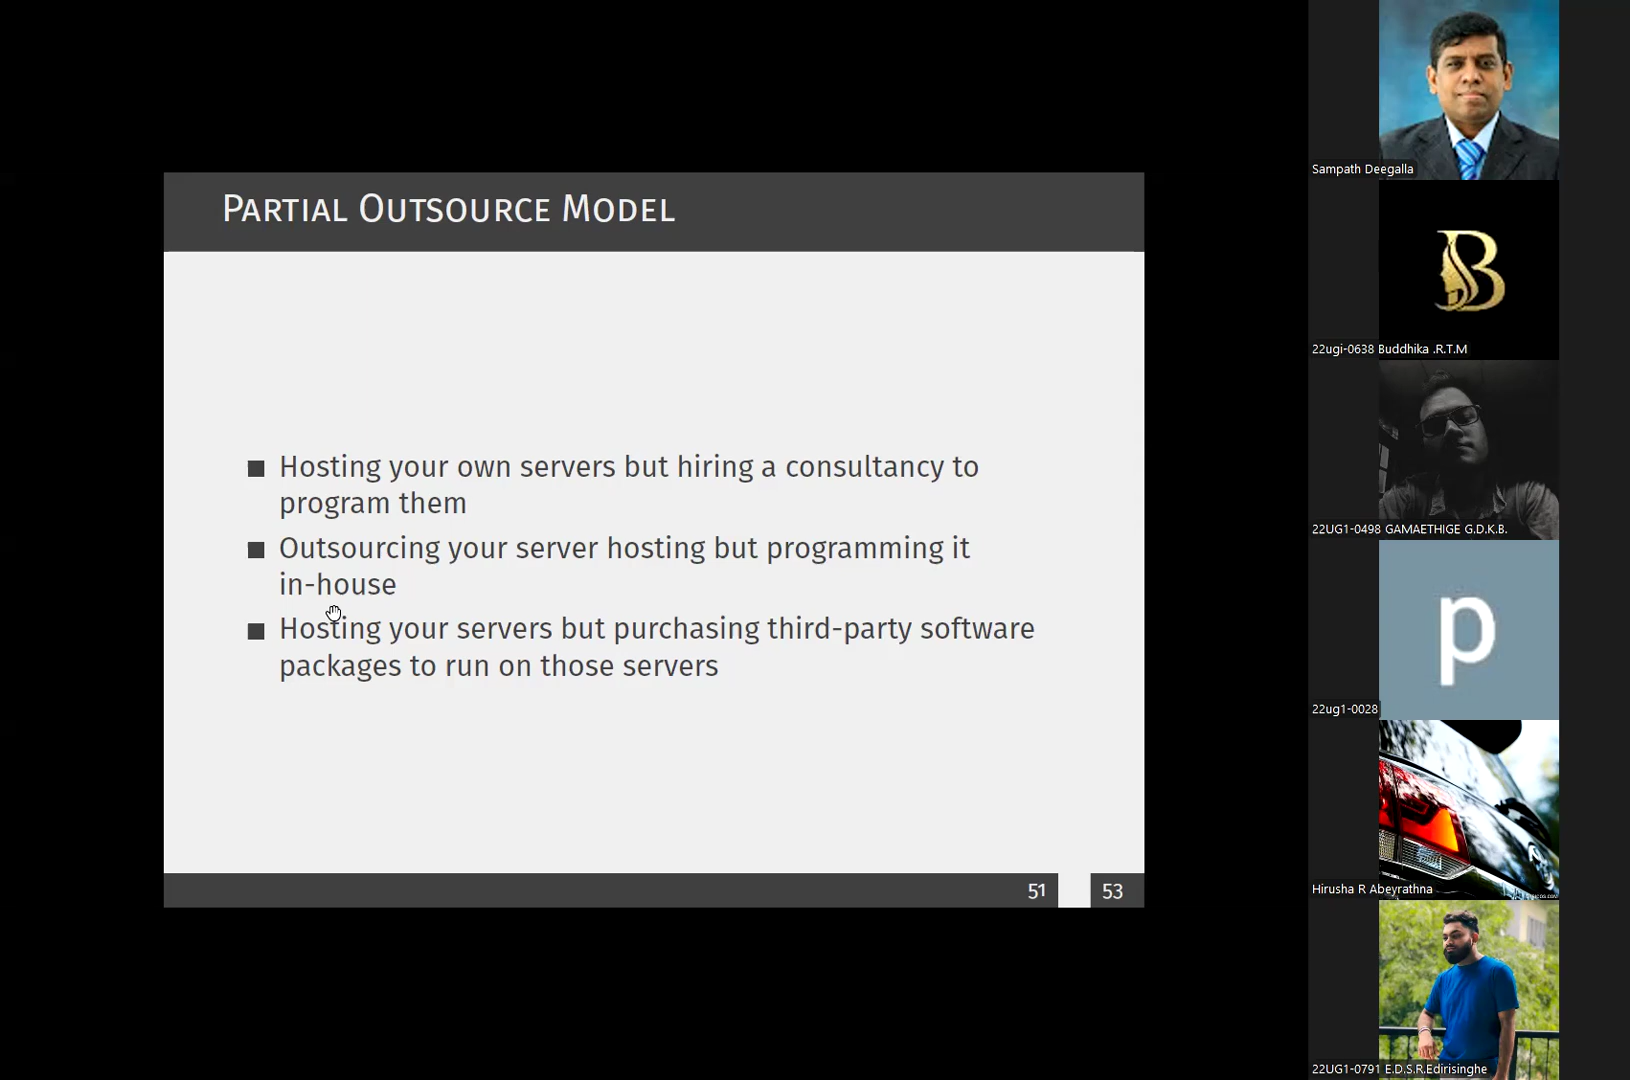 PARTIAL OUTSOURCE MODEL
Hosting your own servers but hiring a consultancy to
program them
Outsourcing your server hosting but programming it
in-house
Hosting your servers but purchasing third-party software
packages to run on those servers
51
53
Sampath Deegalla
B
22ugi-0638 Buddhika .R.T.M
22UG1-0498 GAMAETHIGE G.D.K.B.
p
22ug1-0028
Hirusha R Abeyrathna
22UG1-0791 E.D.S.R.Edirisinghe